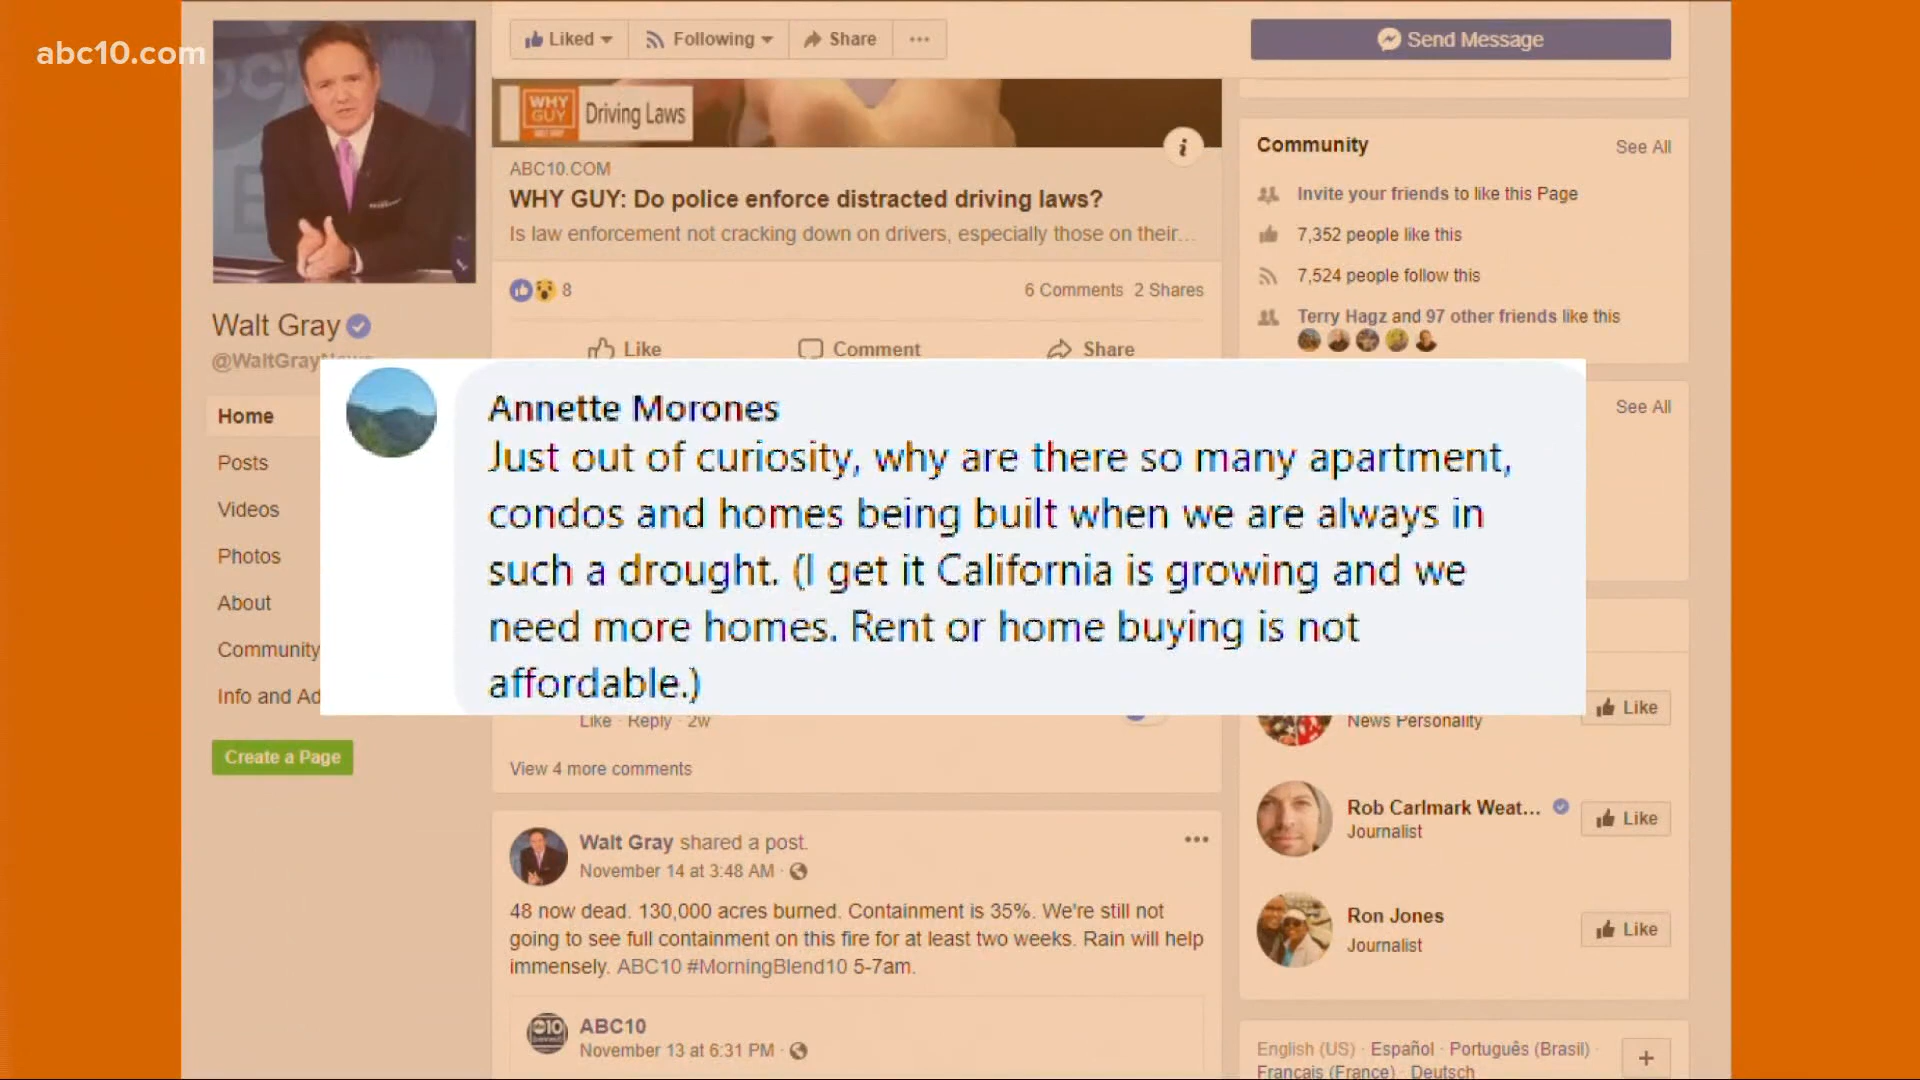 abc10.com
Liked
Following
Share
Send Message
WHY
GUY
Driving Laws
ABC10.COM
WHY GUY: Do police enforce distracted driving laws?
Is law enforcement not cracking down on drivers, especially those on their...
8
6 Comments 2 Shares
Like
Comment
Share
Community
See All
Invite your friends to like this Page
7,352 people like this
7,524 people follow this
Terry Hagz and 97 other friends like this
See All
Walt Gray
@WaltGray
Home
Posts
Videos
Photos
About
Community
Info and Ad
Create a Page
Annette Morones
Just out of curiosity, why are there so many apartment,
condos and homes being built when we are always in
such a drought. (I get it California is growing and we
need more homes. Rent or home buying is not
affordable.)
Like · Reply · 2w
View 4 more comments
Walt Gray shared a post.
November 14 at 3:48 AM ·
48 now dead. 130,000 acres burned. Containment is 35%. We're still not
going to see full containment on this fire for at least two weeks. Rain will help
immensely. ABC10 #MorningBlend10 5-7am.
abc10
ABC10
November 13 at 6:31 PM ·
News Personality
Like
Rob Carlmark Weat...
Journalist
Like
Ron Jones
Journalist
Like
English (US) · Español · Português (Brasil) ·
Français (France) · Deutsch
+